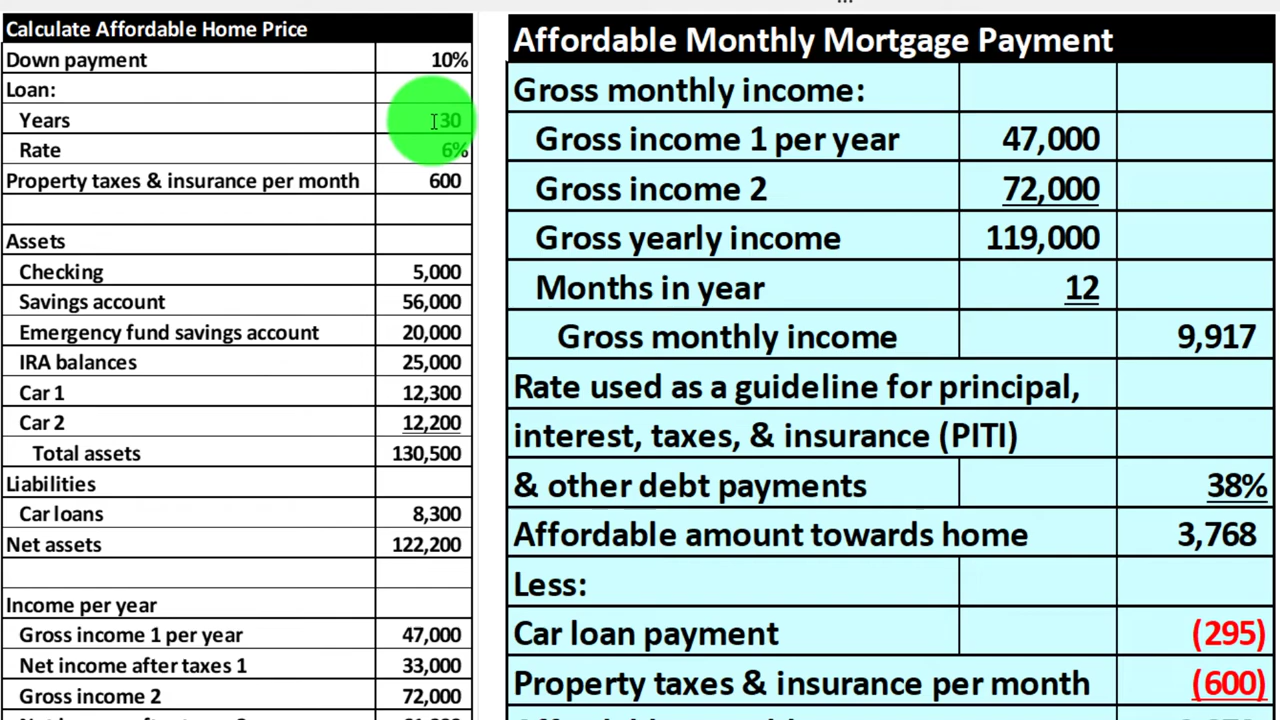 Calculate Affordable Home Price
Down payment 10%
Loan:
Years 30
Rate 6%
Property taxes & insurance per month 600
Assets
Checking 5,000
Savings account 56,000
Emergency fund savings account 20,000
IRA balances 25,000
Car 1 12,300
Car 2 12,200
Total assets 130,500
Liabilities
Car loans 8,300
Net assets 122,200
Income per year
Gross income 1 per year 47,000
Net income after taxes 1 33,000
Gross income 2 72,000
Affordable Monthly Mortgage Payment
Gross monthly income:
Gross income 1 per year 47,000
Gross income 2 72,000
Gross yearly income 119,000
Months in year 12
Gross monthly income 9,917
Rate used as a guideline for principal,
interest, taxes, & insurance (PITI)
& other debt payments 38%
Affordable amount towards home 3,768
Less:
Car loan payment (295)
Property taxes & insurance per month (600)